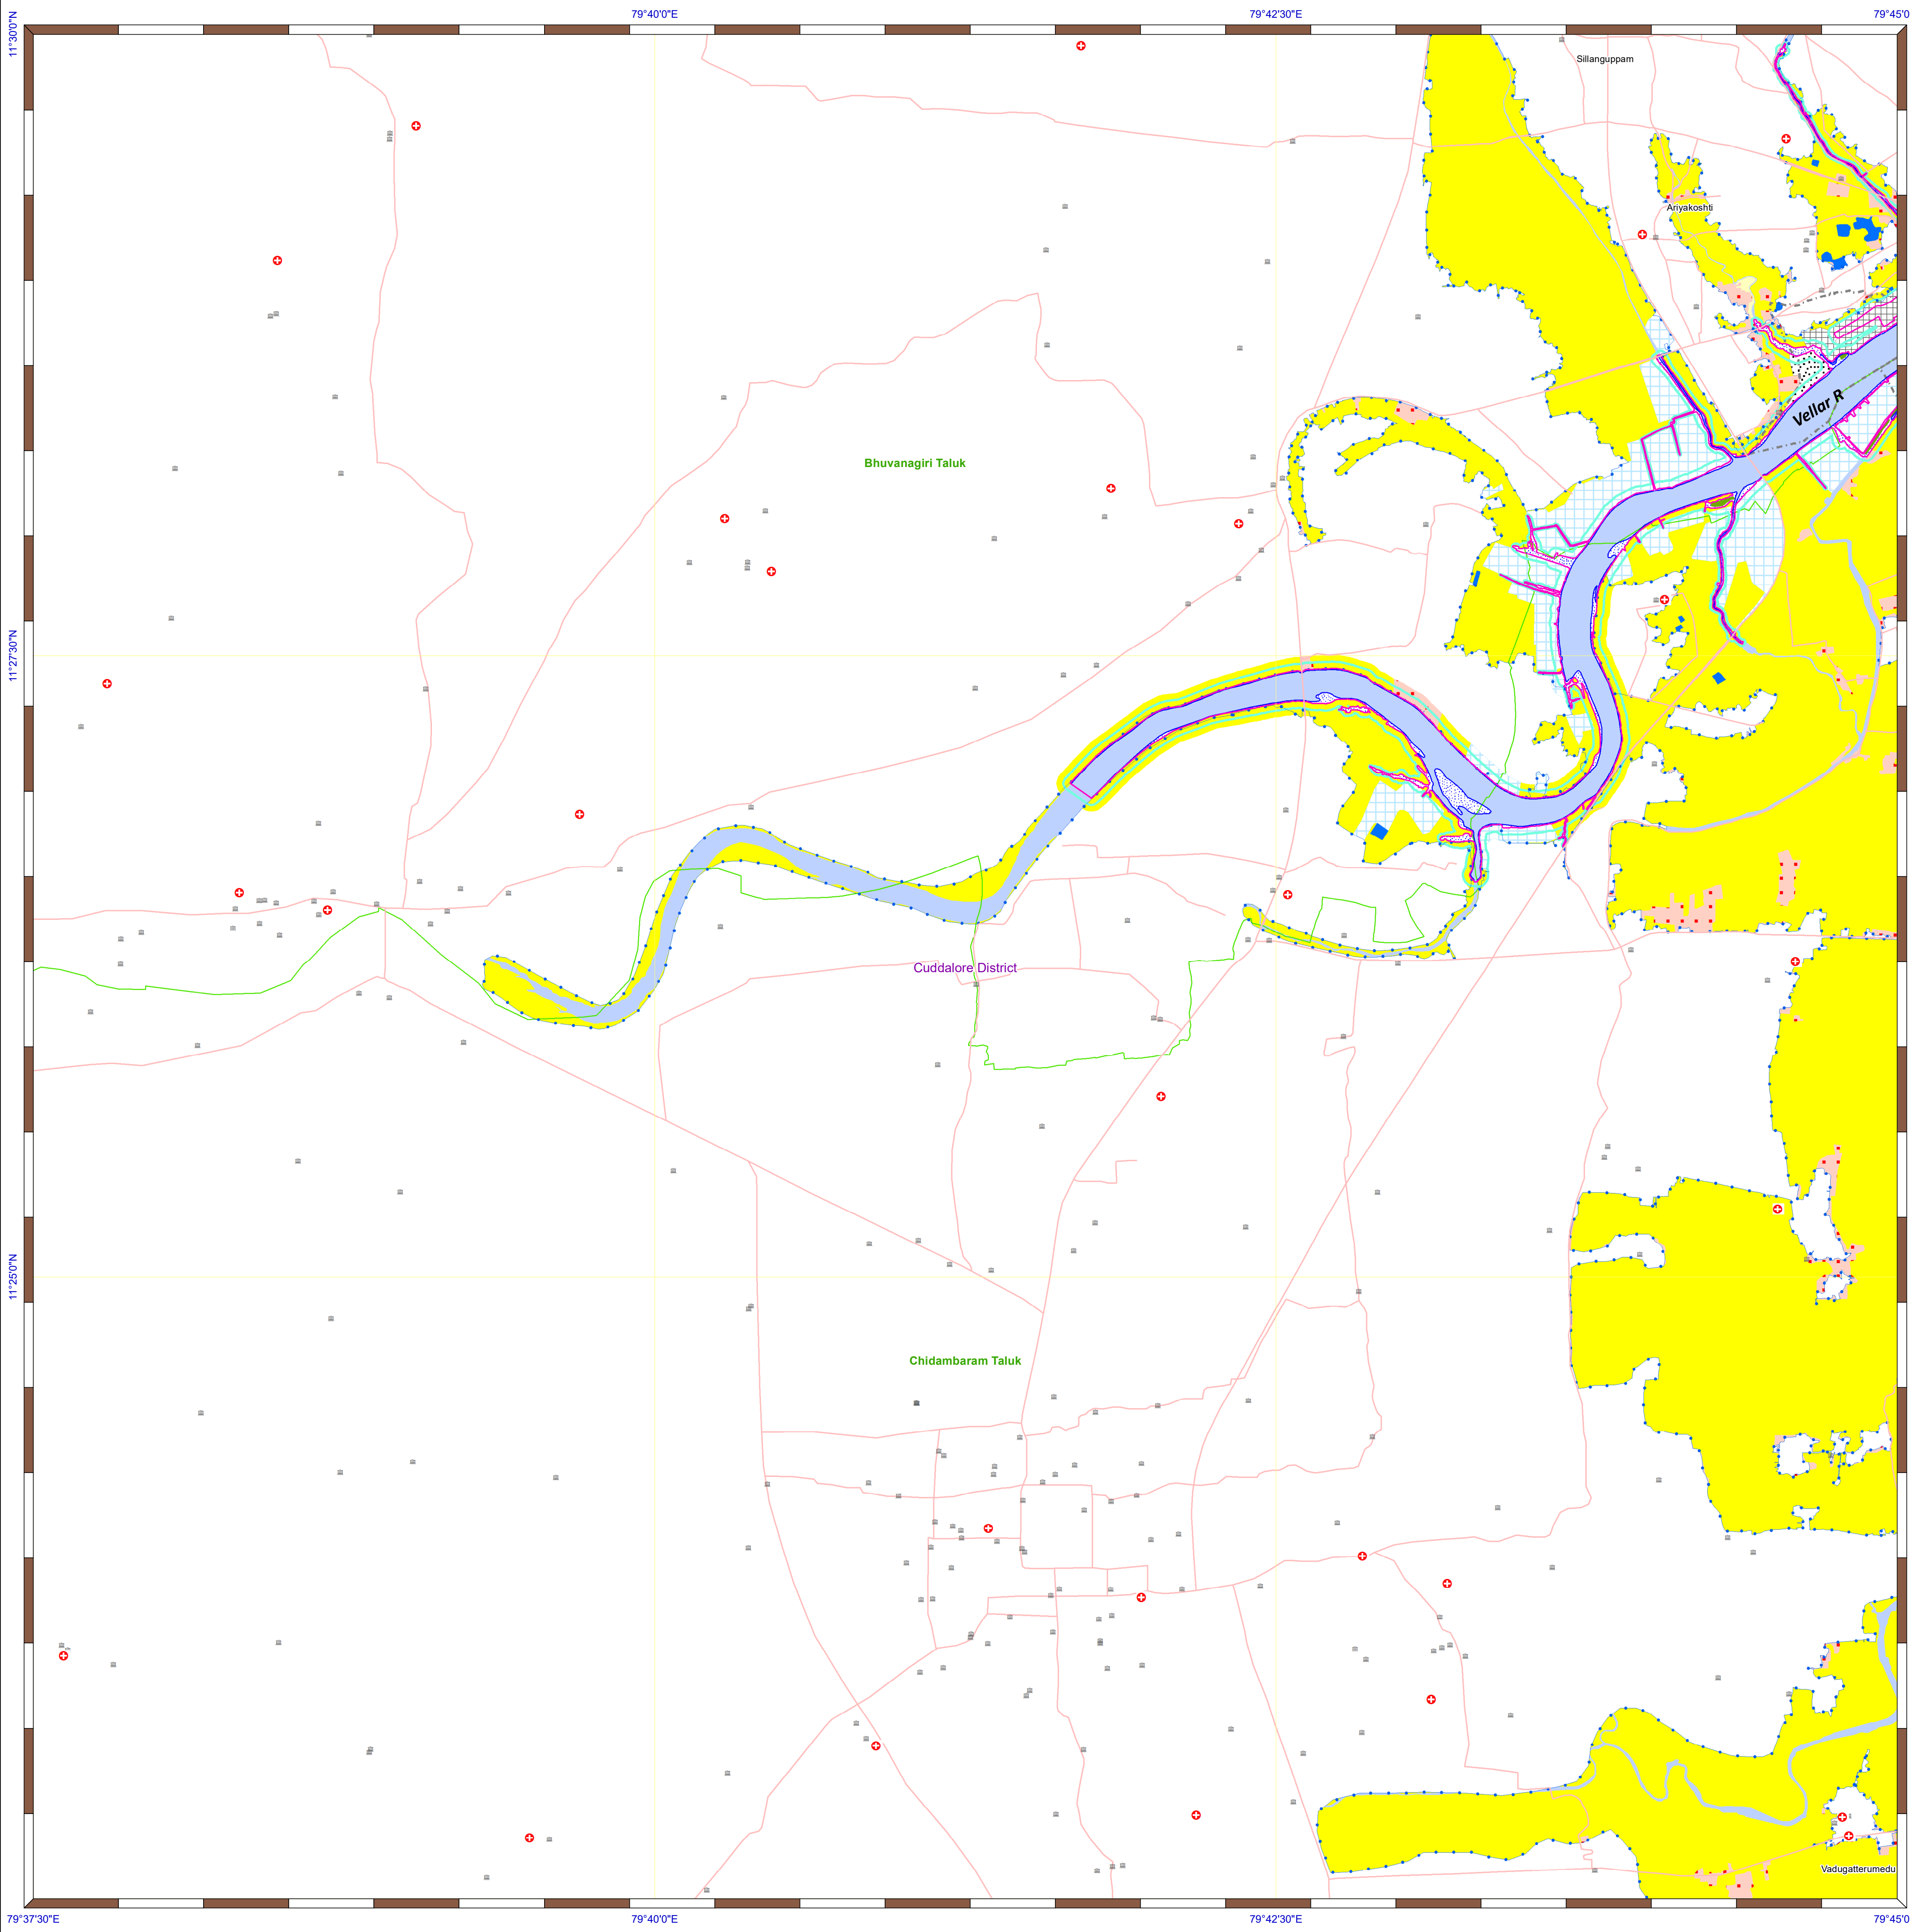 79°40'0"E
79°42'30"E
79°45'0
11°30'0"N
Sillanguppam
Ariyakoshti
Vellar R
Bhuvanagiri Taluk
11°27'30"N
Cuddalore District
11°25'0"N
Chidambaram Taluk
Vadugatterumedu
79°37'30"E
79°40'0"E
79°42'30"E
79°45'0